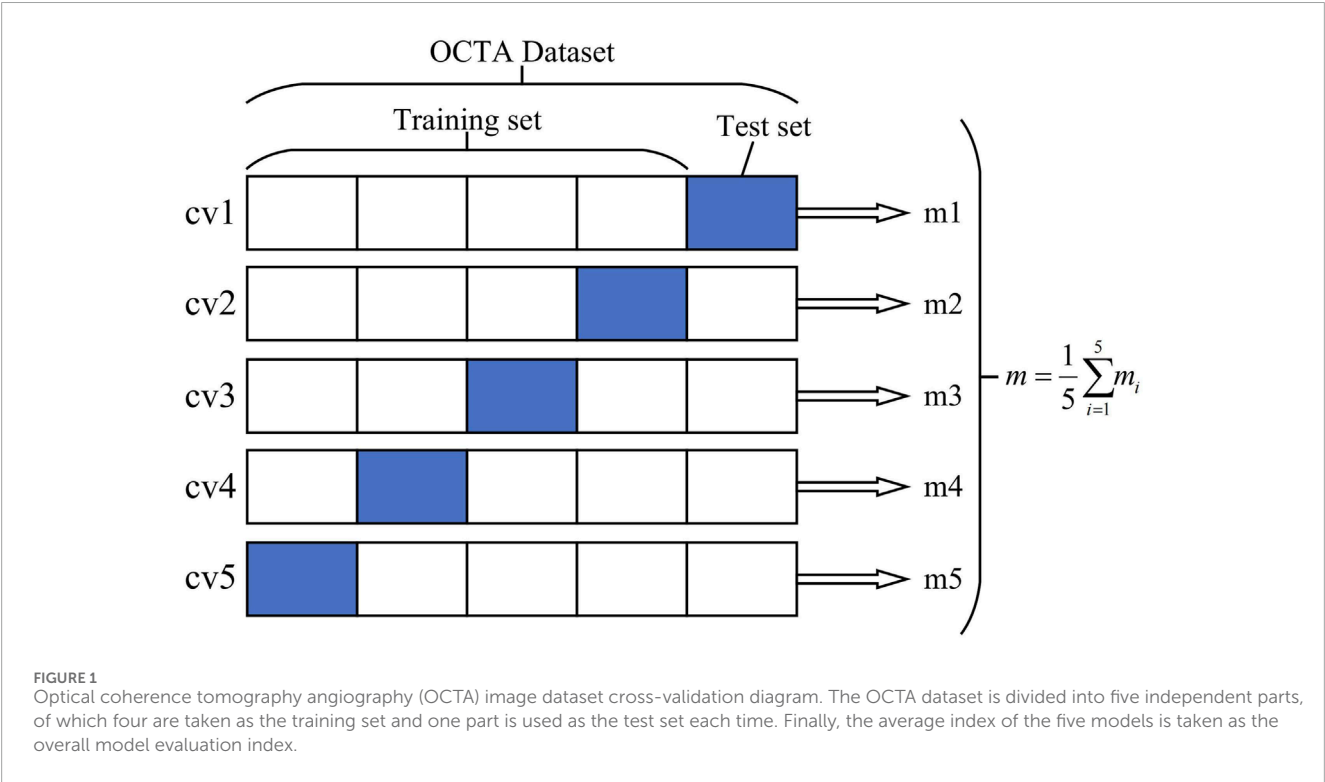 OCTA Dataset
Training set
Test set
cv1
m1
cv2
m2
cv3
m3
cv4
m4
cv5
m5
m = \frac{1}{5} \sum_{i=1}^{5} m_i
FIGURE 1
Optical coherence tomography angiography (OCTA) image dataset cross-validation diagram. The OCTA dataset is divided into five independent parts,
of which four are taken as the training set and one part is used as the test set each time. Finally, the average index of the five models is taken as the
overall model evaluation index.